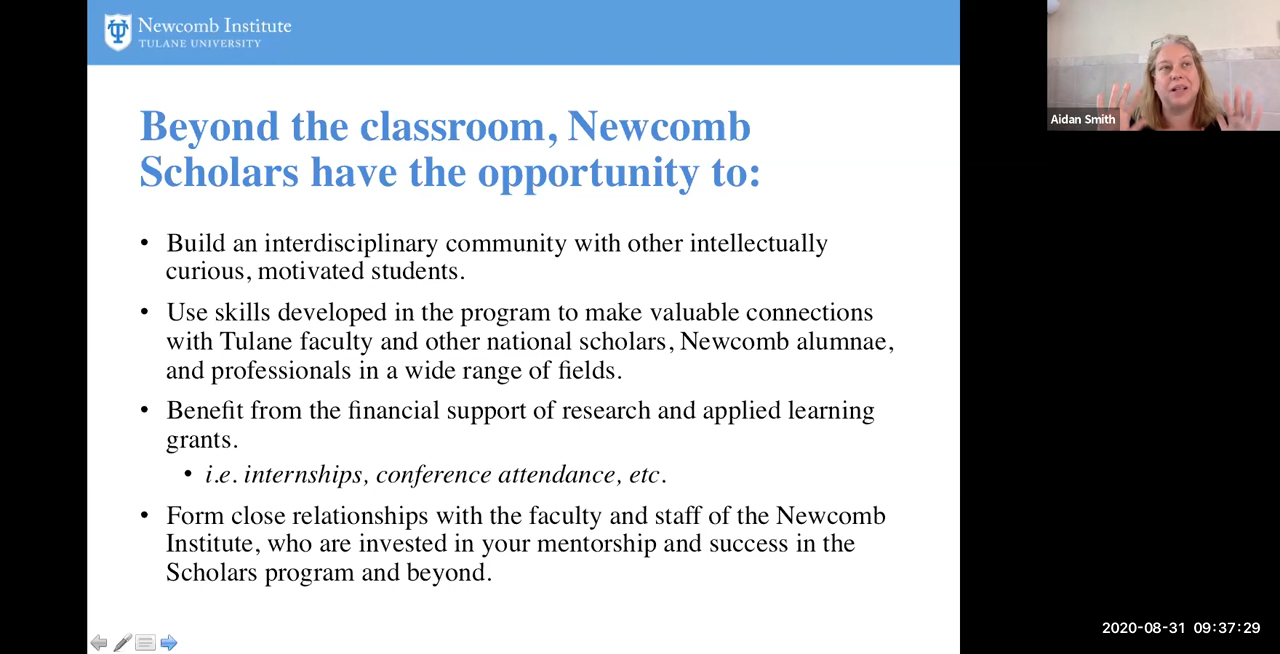 Newcomb Institute
TULANE UNIVERSITY
Beyond the classroom, Newcomb
Scholars have the opportunity to:
• Build an interdisciplinary community with other intellectually
curious, motivated students.
• Use skills developed in the program to make valuable connections
with Tulane faculty and other national scholars, Newcomb alumnae,
and professionals in a wide range of fields.
• Benefit from the financial support of research and applied learning
grants.
• i.e. internships, conference attendance, etc.
• Form close relationships with the faculty and staff of the Newcomb
Institute, who are invested in your mentorship and success in the
Scholars program and beyond.
Aidan Smith
2020-08-31 09:37:29